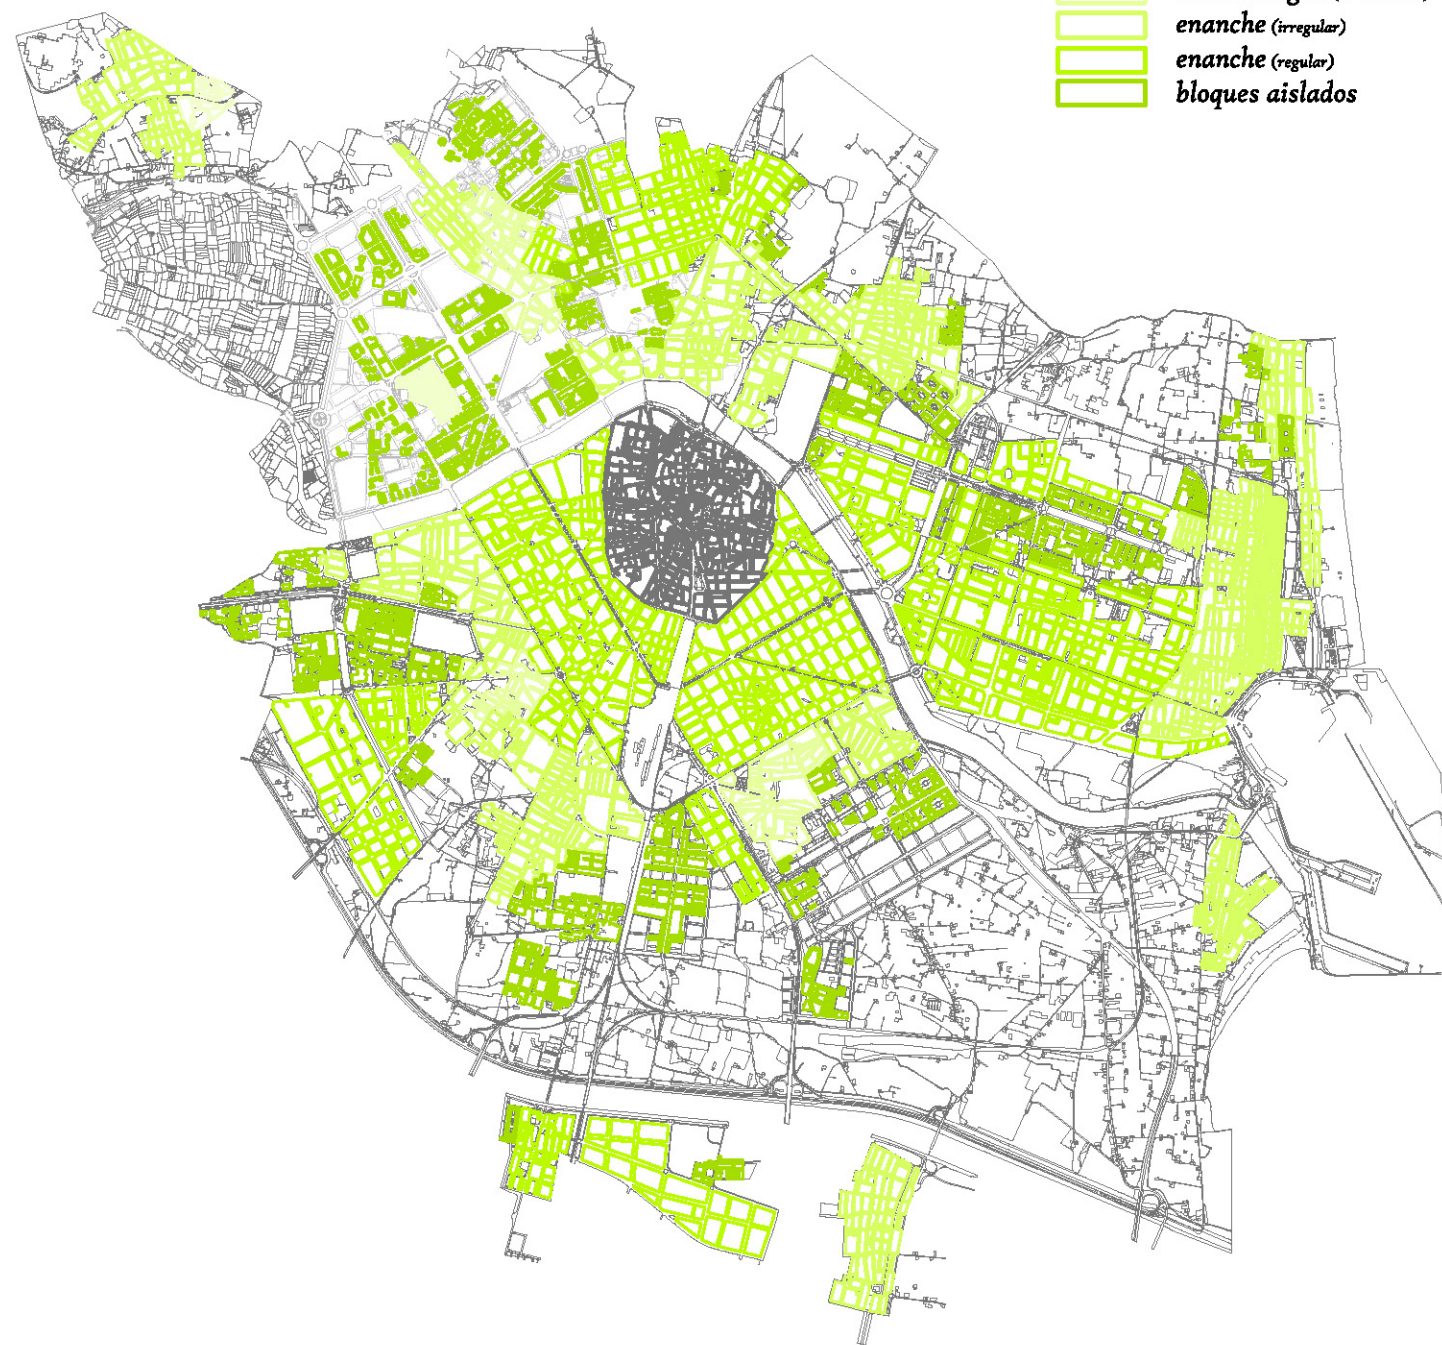 enanche (irregular)
enanche (regular)
bloques aislados